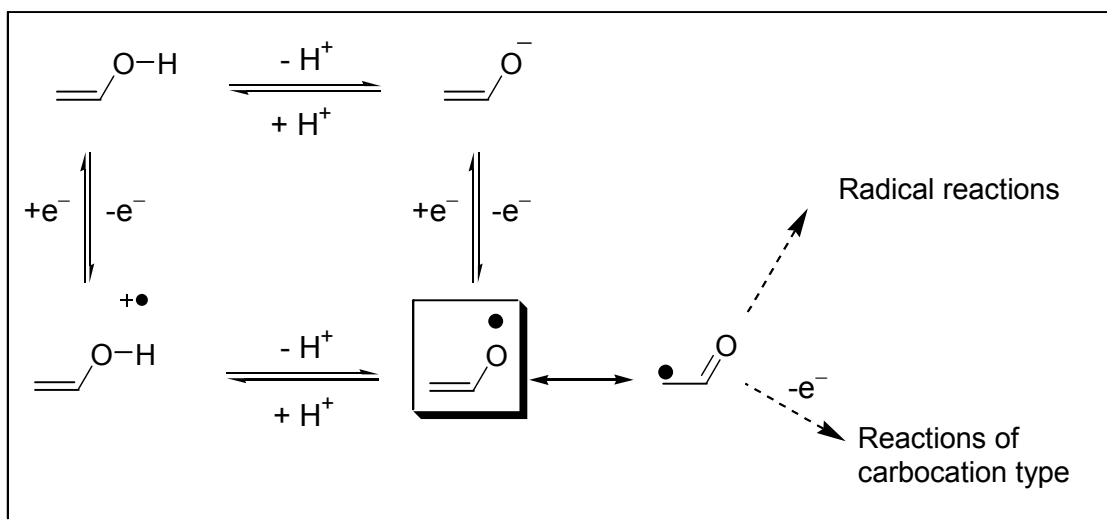 O–H
- H⁺
+ H⁺
O⁻
+e⁻ -e⁻
+e⁻ -e⁻
Radical reactions
+•
O–H
- H⁺
+ H⁺
•
O
•
O
-e⁻
Reactions of
carbocation type